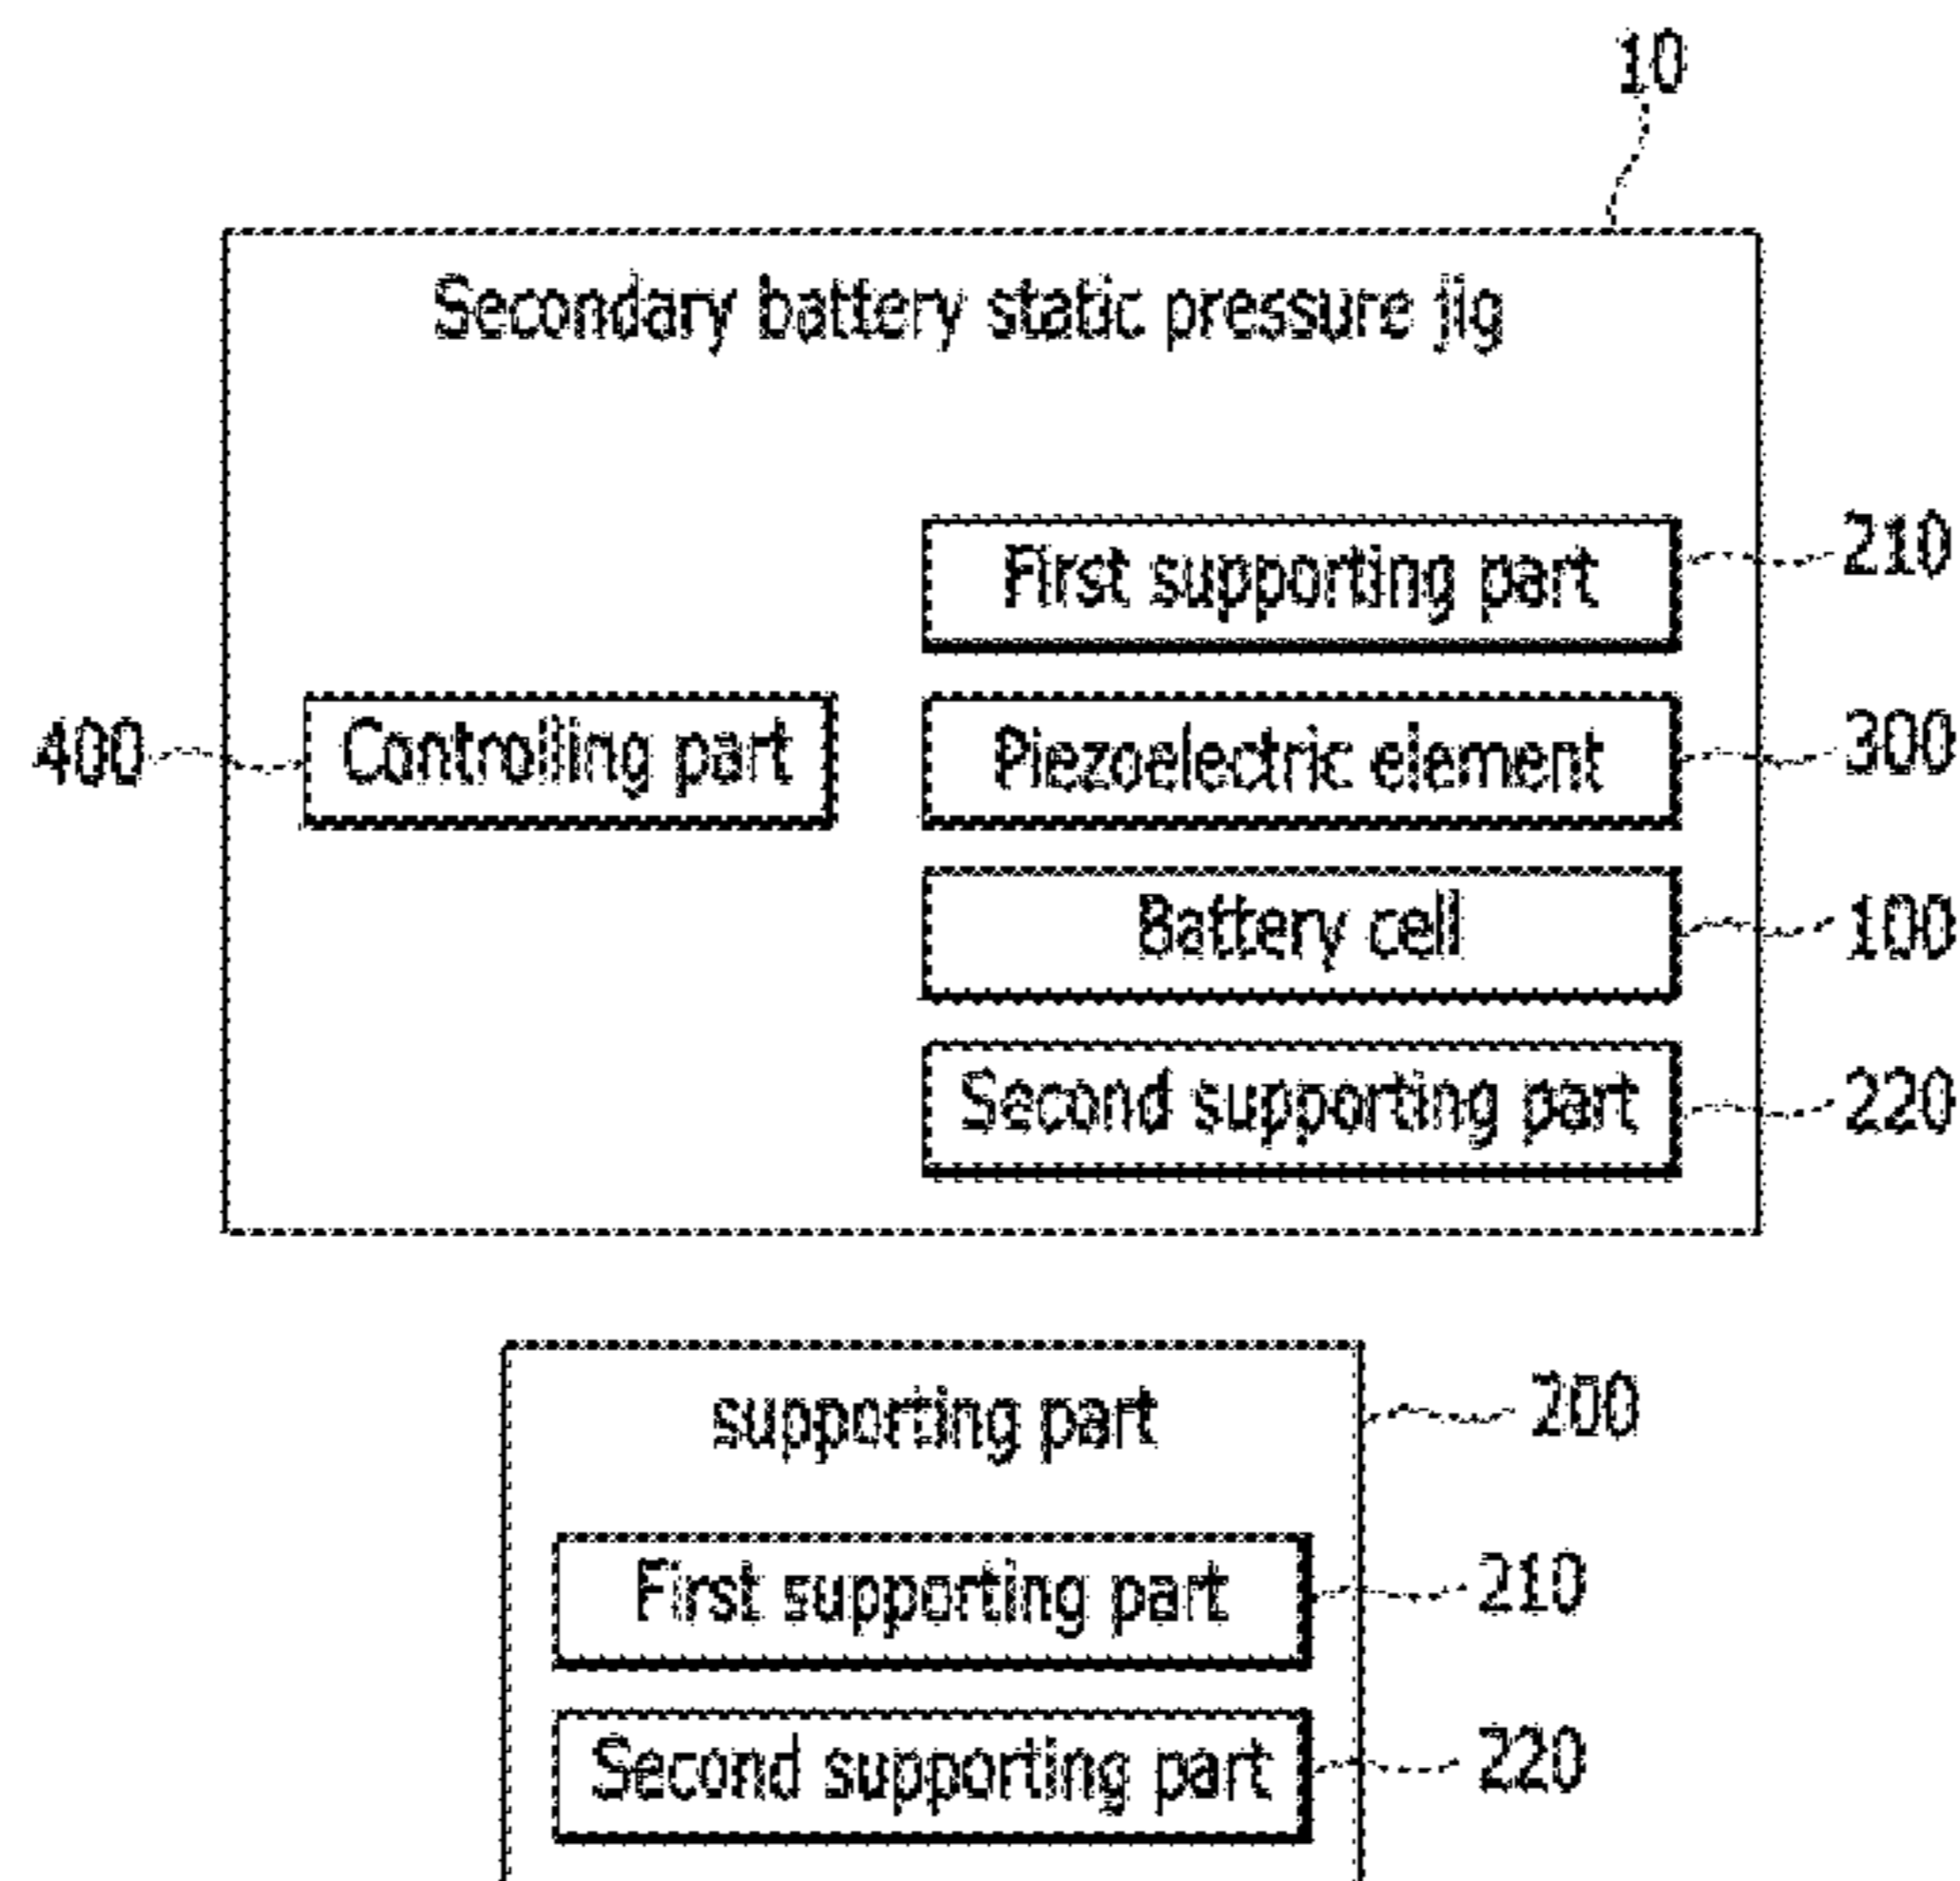 10
Secondary battery static pressure jig
First supporting part 210
400 Controlling part Piezoelectric element 300
Battery cell 100
Second supporting part 220
supporting part 200
First supporting part 210
Second supporting part 220